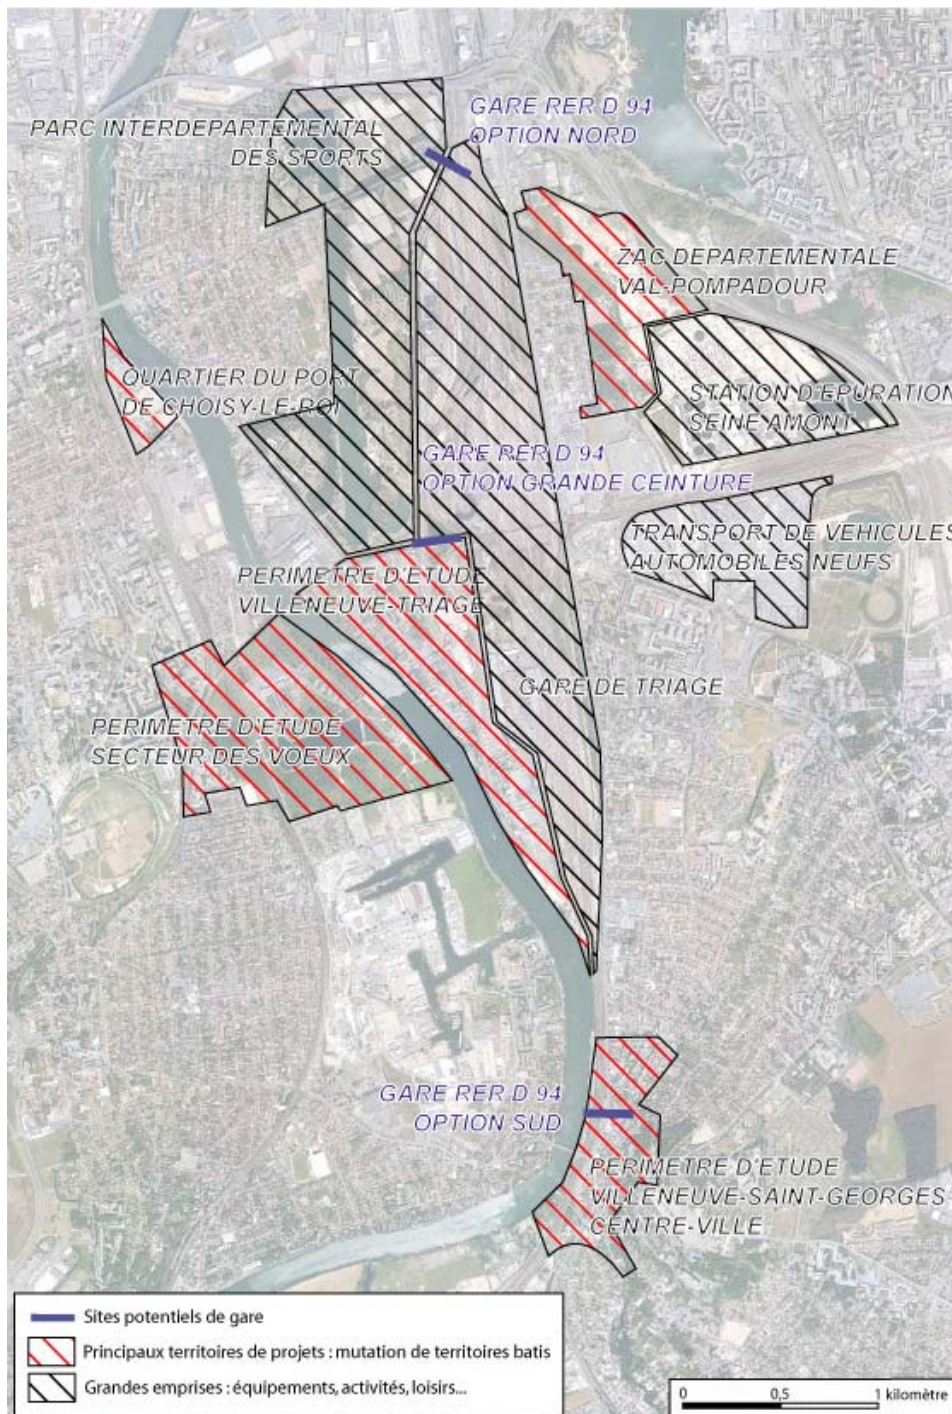 GARE RER D 94
OPTION NORD
PARC INTERDEPARTEMENTAL
DES SPORTS
ZAC DEPARTEMENTALE
VAL-POMPADOUR
QUARTIER DU PORT
DE CHOISY-LE-ROI
STATION D'EPURATION
SEINE AMONT
GARE RER D 94
OPTION GRANDE CEINTURE
TRANSPORT DE VEHICULES
AUTOMOBILES NEUFS
PERIMETRE D'ETUDE
VILLENEUVE-TRIAGE
GARE DE TRIAGE
PERIMETRE D'ETUDE
SECTEUR DES VOEUX
GARE RER D 94
OPTION SUD
PERIMETRE D'ETUDE
VILLENEUVE-SAINT-GEORGES
CENTRE-VILLE
Sites potentiels de gare
Principaux territoires de projets : mutation de territoires batis
Grandes emprises : équipements, activités, loisirs...
0 0,5 1 kilomètre